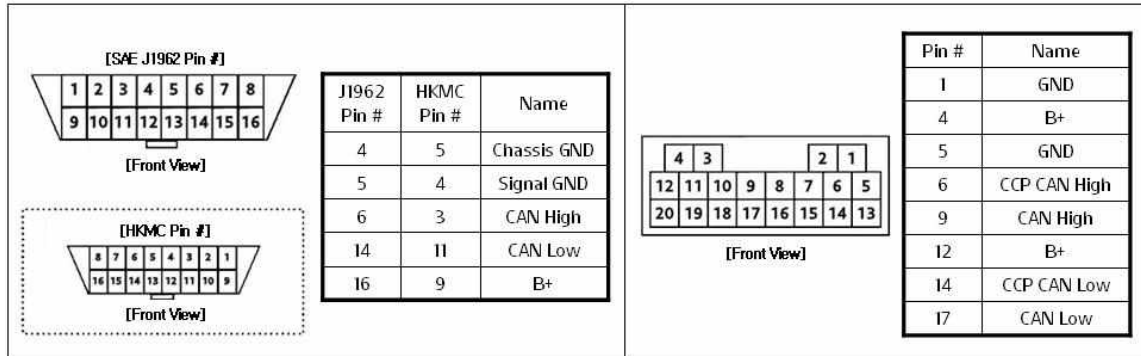 [SAE J1962 Pin #]
1 2 3 4 5 6 7 8
9 10 11 12 13 14 15 16
[Front View]
[HKMC Pin #]
8 7 6 5 4 3 2 1
16 15 14 13 12 11 10 9
[Front View]
J1962 Pin # HKMC Pin # Name
4 5 Chassis GND
5 4 Signal GND
6 3 CAN High
14 11 CAN Low
16 9 B+
4 3 2 1
12 11 10 9 8 7 6 5
20 19 18 17 16 15 14 13
[Front View]
Pin # Name
1 GND
4 B+
5 GND
6 CCP CAN High
9 CAN High
12 B+
14 CCP CAN Low
17 CAN Low